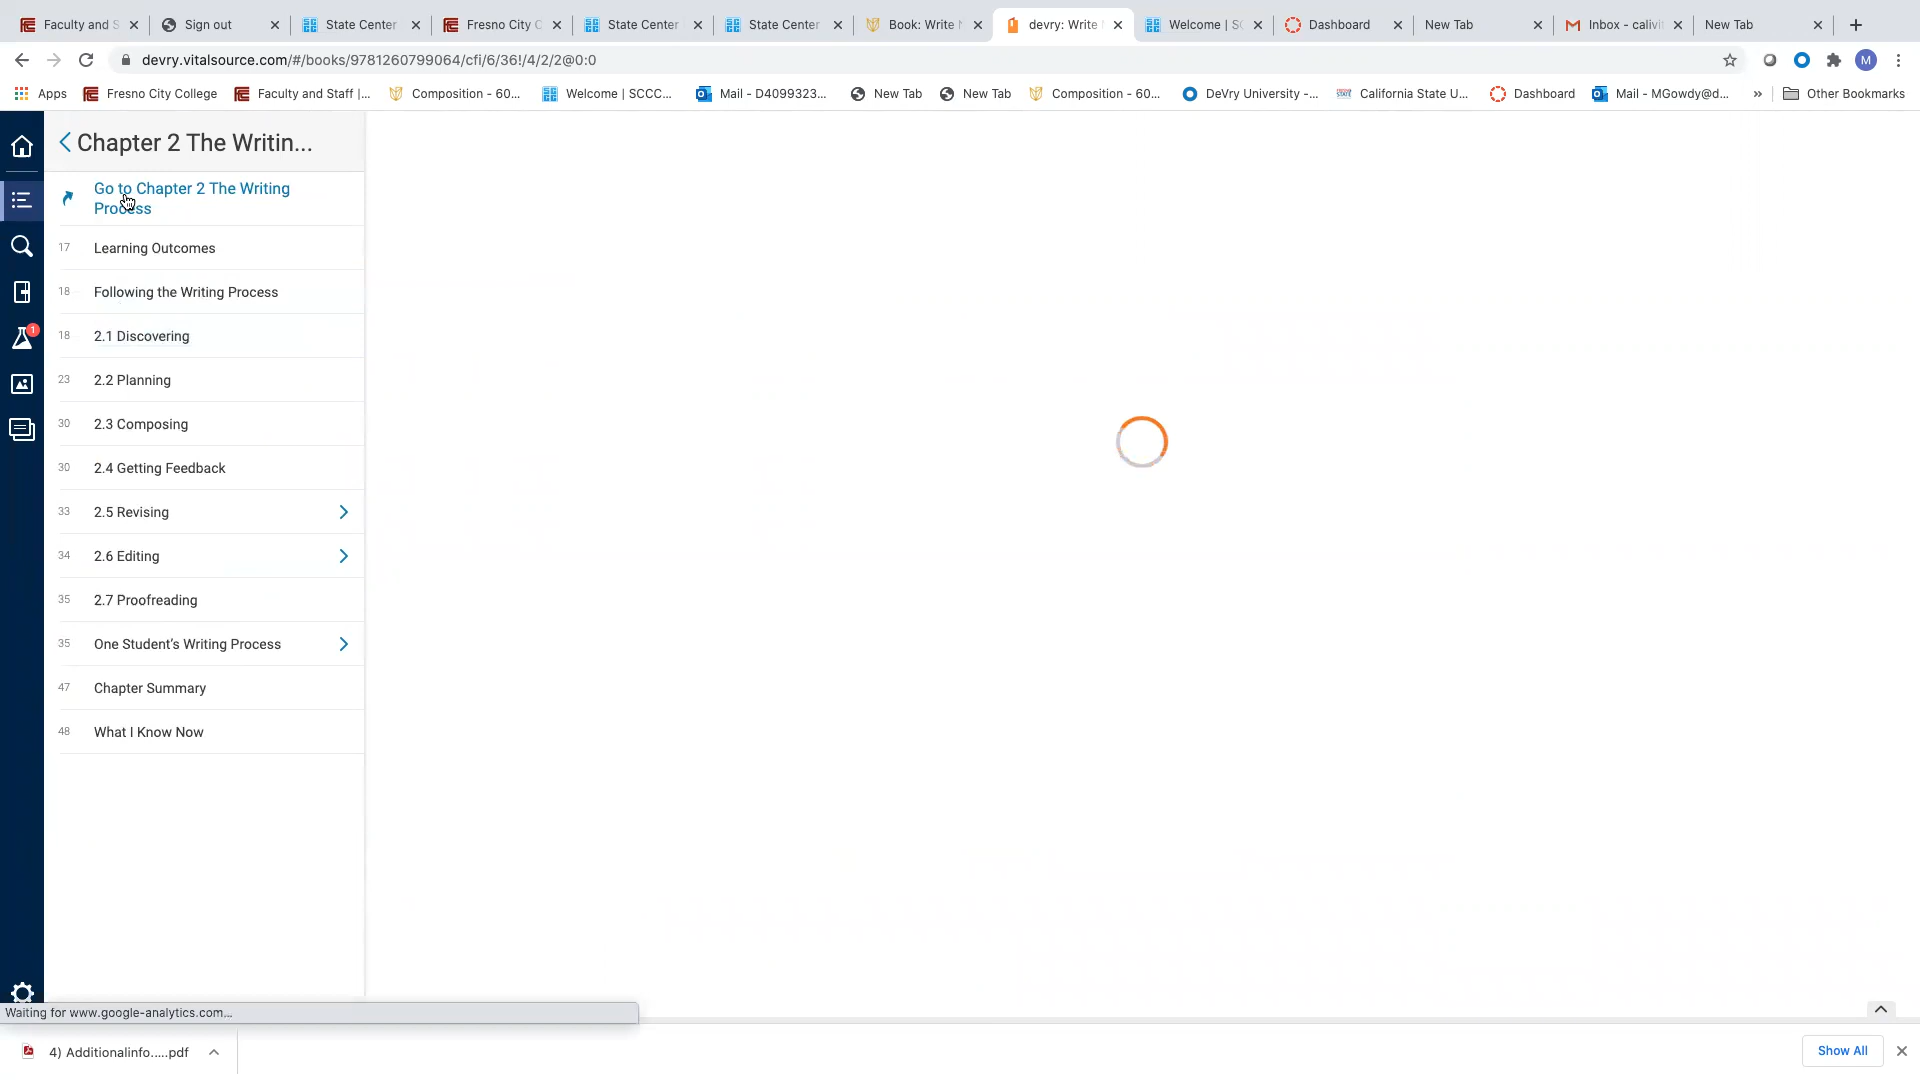 Faculty and S
Sign out
State Center
Fresno City C
State Center
State Center
Book: Write N
devry: Write
Welcome | SC
Dashboard
New Tab
Inbox - calivi
New Tab
devry.vitalsource.com/#/books/9781260799064/cfi/6/36!/4/2/2@0:0
M
Apps
Fresno City College
Faculty and Staff |...
Composition - 60...
Welcome | SCCC...
Mail - D4099323...
New Tab
New Tab
Composition - 60...
DeVry University -...
California State U...
Dashboard
Mail - MGowdy@d...
»
Other Bookmarks
Chapter 2 The Writin...
Go to Chapter 2 The Writing
Process
17 Learning Outcomes
18 Following the Writing Process
18 2.1 Discovering
1
23 2.2 Planning
30 2.3 Composing
30 2.4 Getting Feedback
33 2.5 Revising
34 2.6 Editing
35 2.7 Proofreading
35 One Student's Writing Process
47 Chapter Summary
48 What I Know Now
Waiting for www.google-analytics.com...
4) Additionalinfo.....pdf
Show All